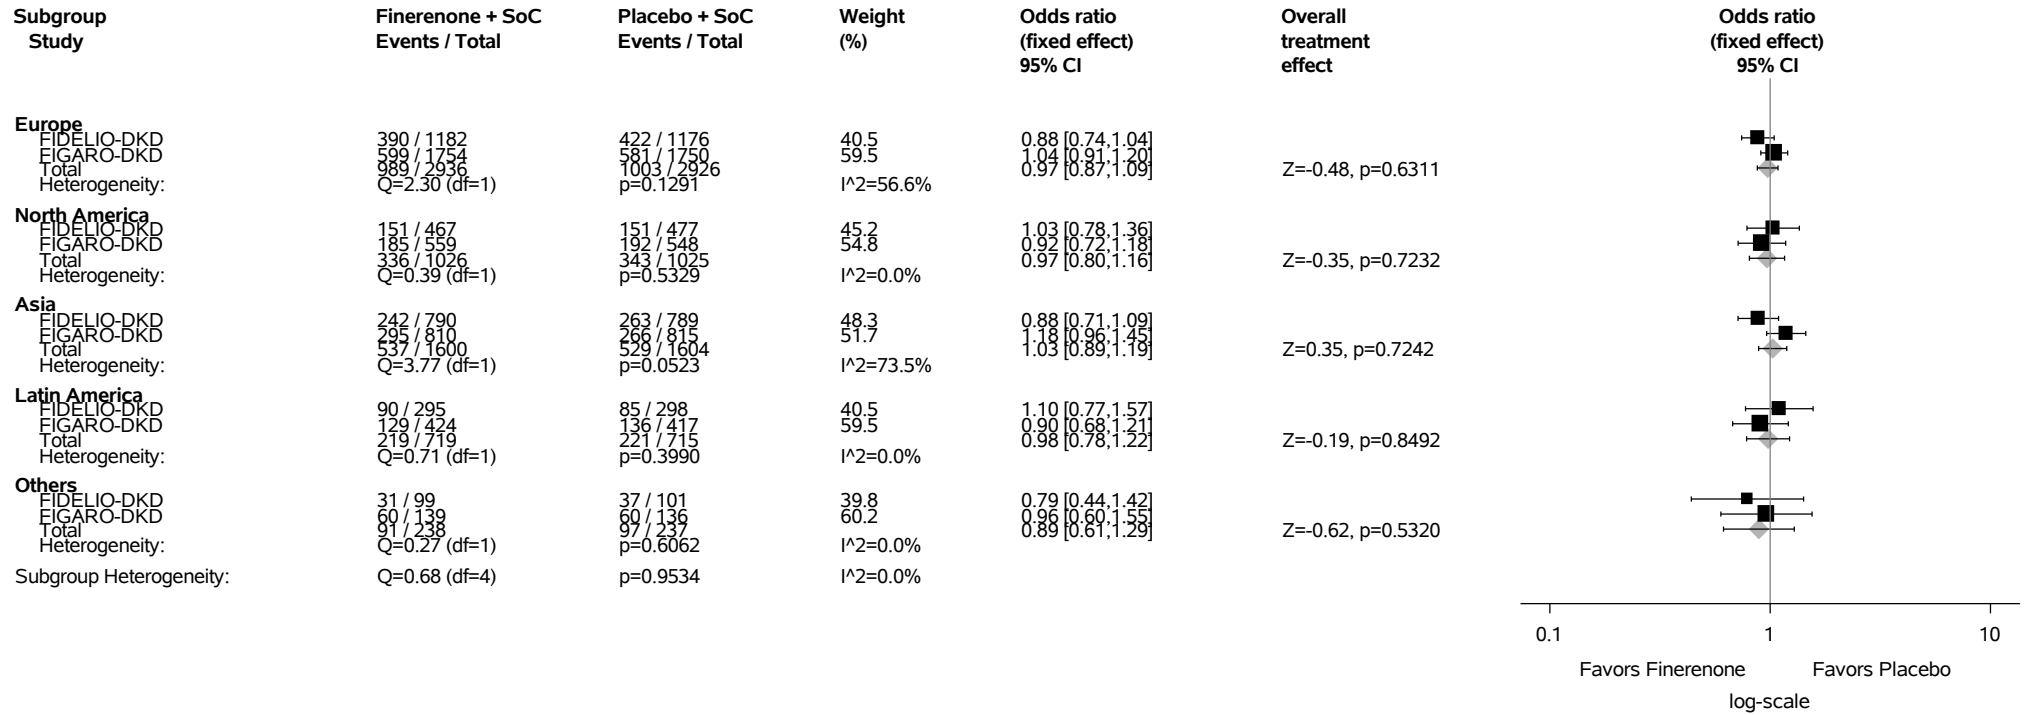 Subgroup Finerenone + SoC Placebo + SoC Weight Odds ratio Overall Odds ratio
Study Events / Total Events / Total (%) (fixed effect) treatment (fixed effect)
95% CI effect 95% CI
Europe
FIDELIO-DKD 390 / 1182 422 / 1176 40.5 0.88 [0.74,1.04]
FIGARO-DKD 599 / 1754 581 / 1750 59.5 1.04 [0.91,1.20]
Total 989 / 2936 1003 / 2926 0.97 [0.87,1.09] Z=-0.48, p=0.6311
Heterogeneity: Q=2.30 (df=1) p=0.1291 I^2=56.6%
North America
FIDELIO-DKD 151 / 467 151 / 477 45.2 1.03 [0.78,1.36]
FIGARO-DKD 185 / 559 192 / 548 54.8 0.92 [0.72,1.18]
Total 336 / 1026 343 / 1025 0.97 [0.80,1.16] Z=-0.35, p=0.7232
Heterogeneity: Q=0.39 (df=1) p=0.5329 I^2=0.0%
Asia
FIDELIO-DKD 242 / 790 263 / 789 48.3 0.88 [0.71,1.09]
FIGARO-DKD 295 / 810 266 / 815 51.7 1.18 [0.96,1.45]
Total 537 / 1600 529 / 1604 1.03 [0.89,1.19] Z=0.35, p=0.7242
Heterogeneity: Q=3.77 (df=1) p=0.0523 I^2=73.5%
Latin America
FIDELIO-DKD 90 / 295 85 / 298 40.5 1.10 [0.77,1.57]
FIGARO-DKD 129 / 424 136 / 417 59.5 0.90 [0.68,1.21]
Total 219 / 719 221 / 715 0.98 [0.78,1.22] Z=-0.19, p=0.8492
Heterogeneity: Q=0.71 (df=1) p=0.3990 I^2=0.0%
Others
FIDELIO-DKD 31 / 99 37 / 101 39.8 0.79 [0.44,1.42]
FIGARO-DKD 60 / 139 60 / 136 60.2 0.96 [0.60,1.55]
Total 91 / 238 97 / 237 0.89 [0.61,1.29] Z=-0.62, p=0.5320
Heterogeneity: Q=0.27 (df=1) p=0.6062 I^2=0.0%
Subgroup Heterogeneity: Q=0.68 (df=4) p=0.9534 I^2=0.0%
0.1 1 10
Favors Finerenone Favors Placebo
log-scale